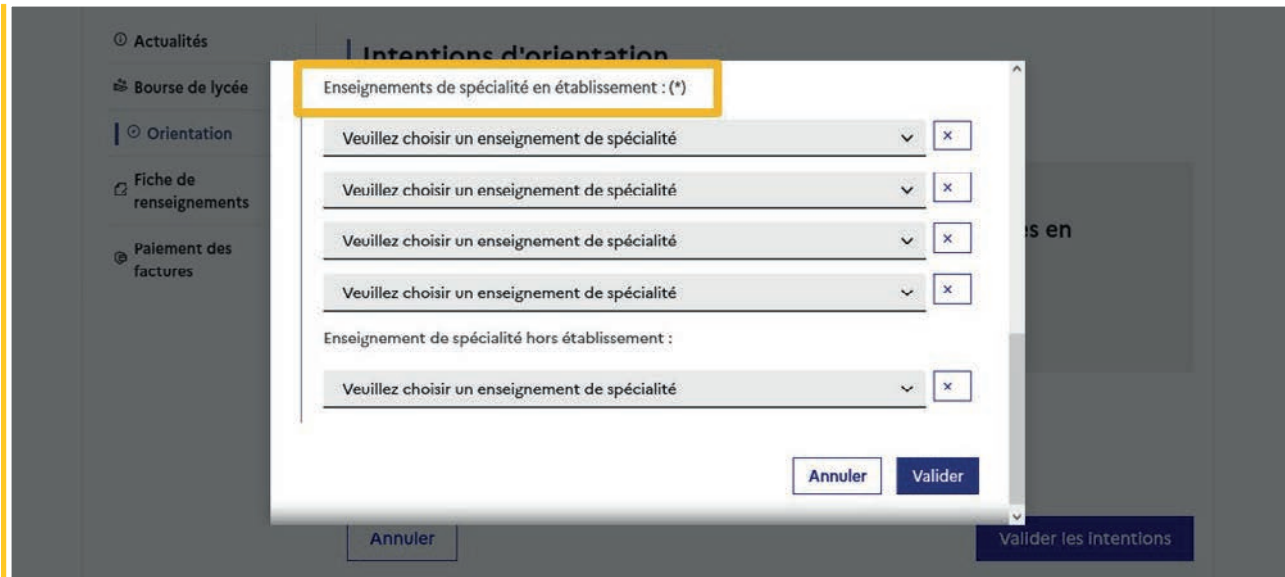 Actualités
Intentions d'orientation
Bourse de lycée
Enseignements de spécialité en établissement : (*)
Orientation
Veuillez choisir un enseignement de spécialité
Fiche de
renseignements
Veuillez choisir un enseignement de spécialité
Paiement des
factures
Veuillez choisir un enseignement de spécialité
es en
Veuillez choisir un enseignement de spécialité
Enseignement de spécialité hors établissement :
Veuillez choisir un enseignement de spécialité
Annuler
Valider
Annuler
Valider les intentions